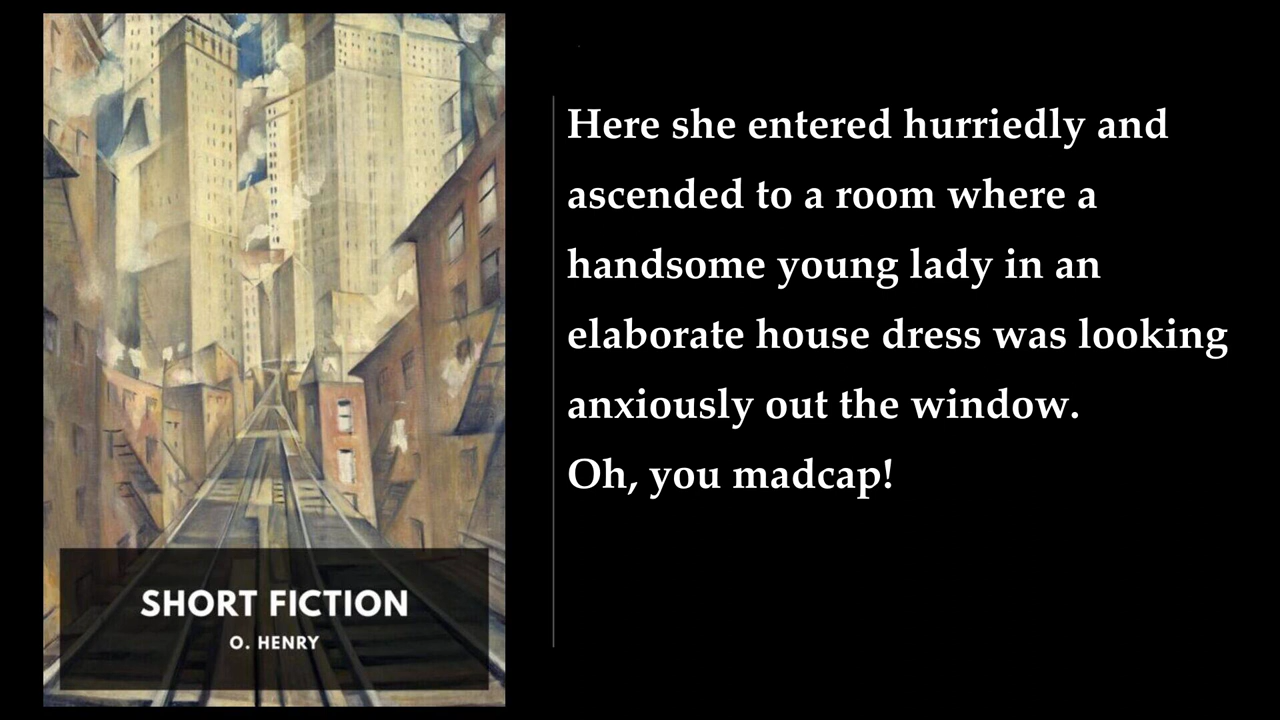 SHORT FICTION
O. HENRY
Here she entered hurriedly and
ascended to a room where a
handsome young lady in an
elaborate house dress was looking
anxiously out the window.
Oh, you madcap!